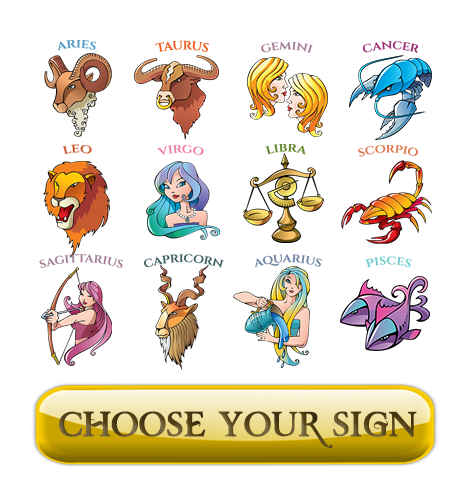 ARIES TAURUS GEMINI CANCER
LEO VIRGO LIBRA SCORPIO
SAGITTARIUS CAPRICORN AQUARIUS PISCES
CHOOSE YOUR SIGN